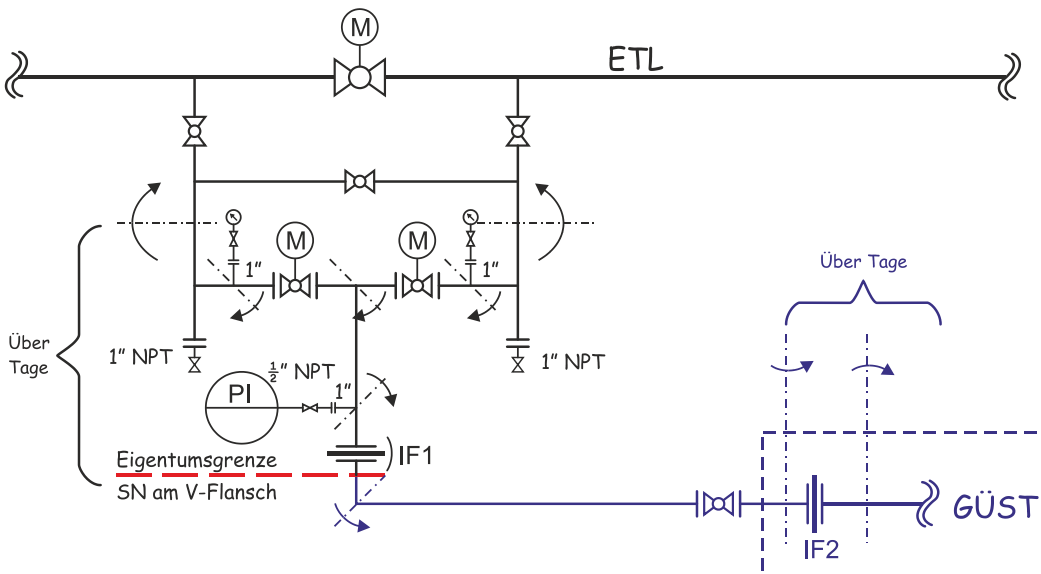 M
ETL
M
M
1"
1"
Über Tage
Über
Tage
1" NPT
1" NPT
½" NPT
PI
1"
Eigentumsgrenze
IF1
SN am V-Flansch
GÜST
IF2